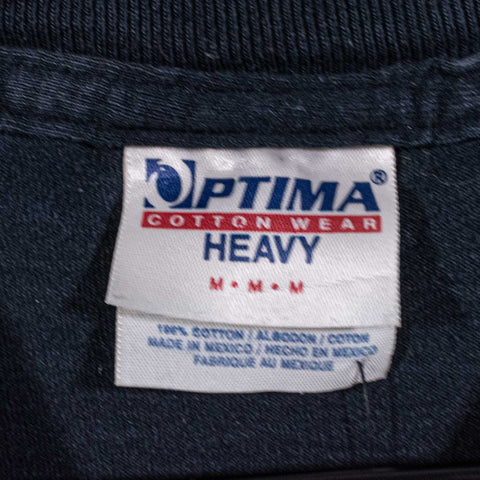 OPTIMA®
COTTON WEAR
HEAVY
M • M • M
100% COTTON / ALGODON / COTON
MADE IN MEXICO / HECHO EN MEXICO
FABRIQUE AU MEXIQUE